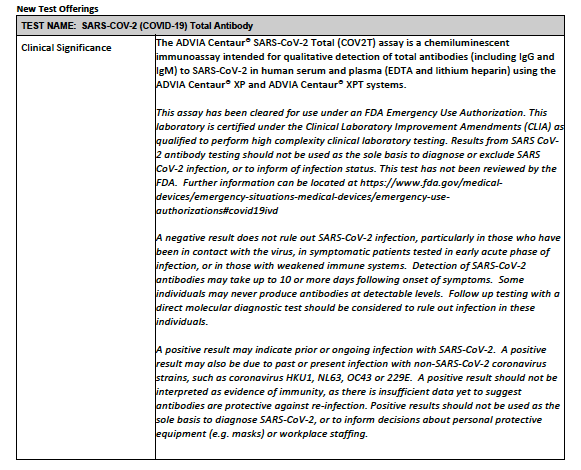 New Test Offerings
TEST NAME: SARS-COV-2 (COVID-19) Total Antibody
Clinical Significance
The ADVIA Centaur® SARS-CoV-2 Total (COV2T) assay is a chemiluminescent
immunoassay intended for qualitative detection of total antibodies (including IgG and
IgM) to SARS-CoV-2 in human serum and plasma (EDTA and lithium heparin) using the
ADVIA Centaur® XP and ADVIA Centaur® XPT systems.
This assay has been cleared for use under an FDA Emergency Use Authorization. This
laboratory is certified under the Clinical Laboratory Improvement Amendments (CLIA) as
qualified to perform high complexity clinical laboratory testing. Results from SARS CoV-
2 antibody testing should not be used as the sole basis to diagnose or exclude SARS
CoV-2 infection, or to inform of infection status. This test has not been reviewed by the
FDA. Further information can be located at https://www.fda.gov/medical-
devices/emergency-situations-medical-devices/emergency-use-
authorizations#covid19ivd
A negative result does not rule out SARS-CoV-2 infection, particularly in those who have
been in contact with the virus, in symptomatic patients tested in early acute phase of
infection, or in those with weakened immune systems. Detection of SARS-CoV-2
antibodies may take up to 10 or more days following onset of symptoms. Some
individuals may never produce antibodies at detectable levels. Follow up testing with a
direct molecular diagnostic test should be considered to rule out infection in these
individuals.
A positive result may indicate prior or ongoing infection with SARS-CoV-2. A positive
result may also be due to past or present infection with non-SARS-CoV-2 coronavirus
strains, such as coronavirus HKU1, NL63, OC43 or 229E. A positive result should not be
interpreted as evidence of immunity, as there is insufficient data yet to suggest
antibodies are protective against re-infection. Positive results should not be used as the
sole basis to diagnose SARS-CoV-2, or to inform decisions about personal protective
equipment (e.g. masks) or workplace staffing.